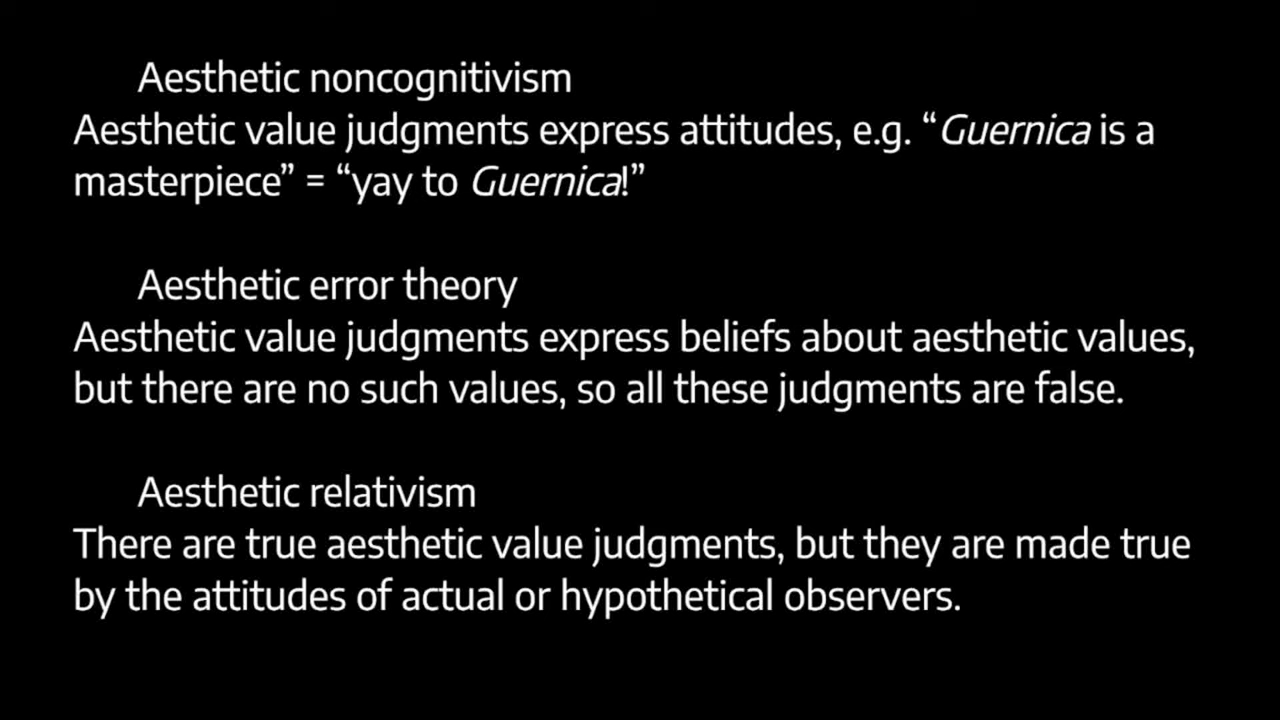 Aesthetic noncognitivism
Aesthetic value judgments express attitudes, e.g. “Guernica is a
masterpiece” = “yay to Guernica!”
Aesthetic error theory
Aesthetic value judgments express beliefs about aesthetic values,
but there are no such values, so all these judgments are false.
Aesthetic relativism
There are true aesthetic value judgments, but they are made true
by the attitudes of actual or hypothetical observers.